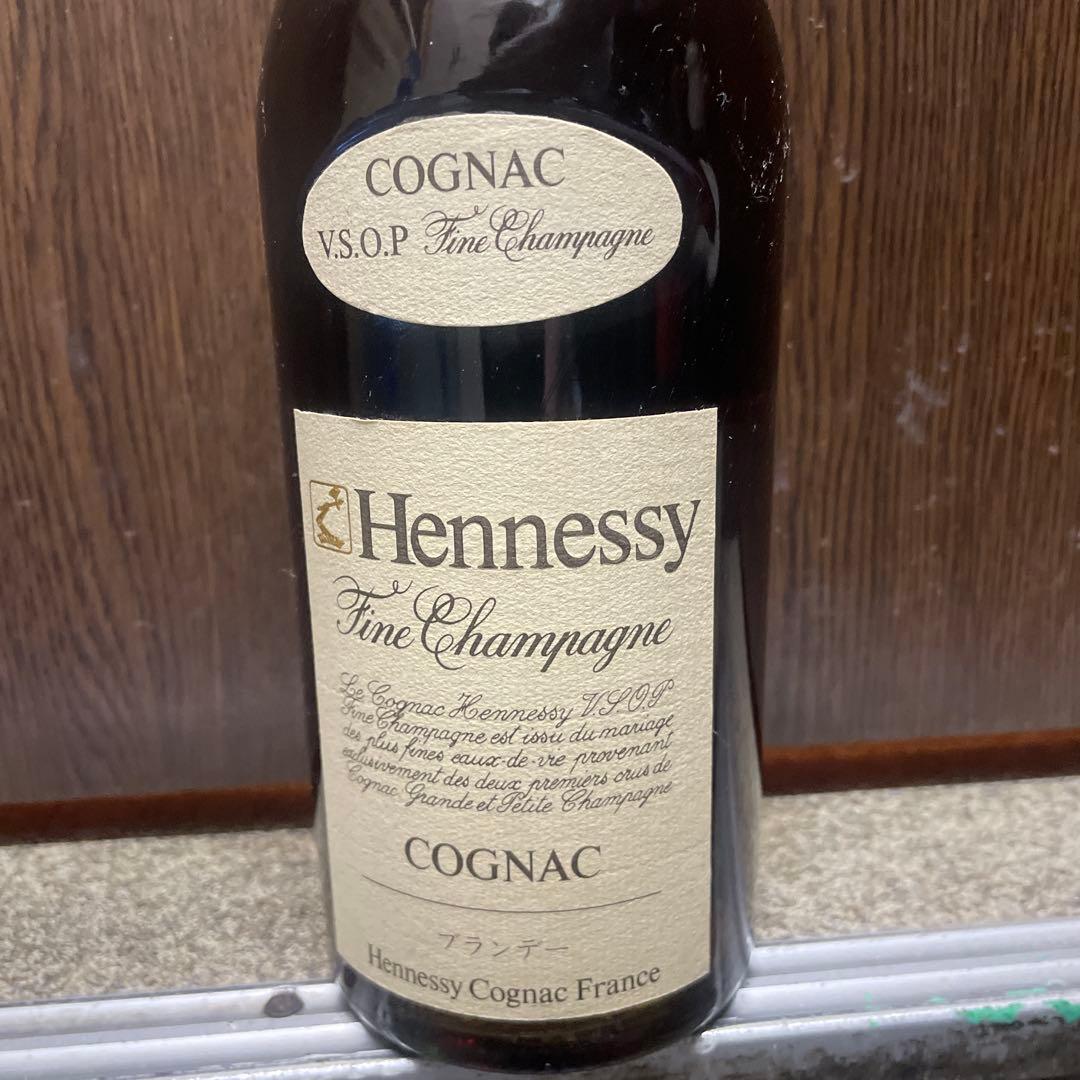 COGNAC
V.S.O.P Fine Champagne
Hennessy
Fine Champagne
Le Cognac Hennessy V.S.O.P
Fine Champagne est issu du mariage
des plus fines eaux-de-vie provenant
exclusivement des deux premiers crus de
Cognac Grande et Petite Champagne
COGNAC
ブランデー
Hennessy Cognac France